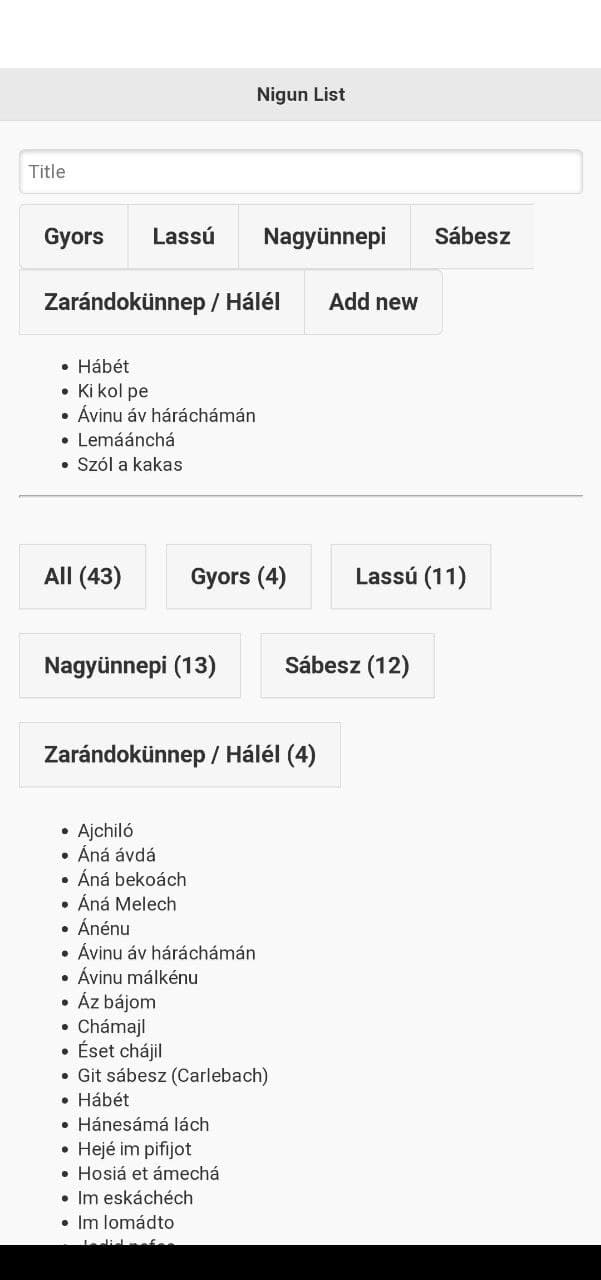 Nigun List
Title
Gyors Lassú Nagyünnepi Sábesz
Zarándokünnep / Hálél Add new
Hábét
Ki kol pe
Ávinu áv háráchámán
Lemáánchá
Szól a kakas
All (43) Gyors (4) Lassú (11)
Nagyünnepi (13) Sábesz (12)
Zarándokünnep / Hálél (4)
Ajchiló
Áná ávdá
Áná bekoách
Áná Melech
Ánénu
Ávinu áv háráchámán
Ávinu málkénu
Áz bájom
Chámajl
Éset chájil
Git sábesz (Carlebach)
Hábét
Hánesámá lách
Hejé im pifijot
Hosiá et ámechá
Im eskáchéch
Im lomádto